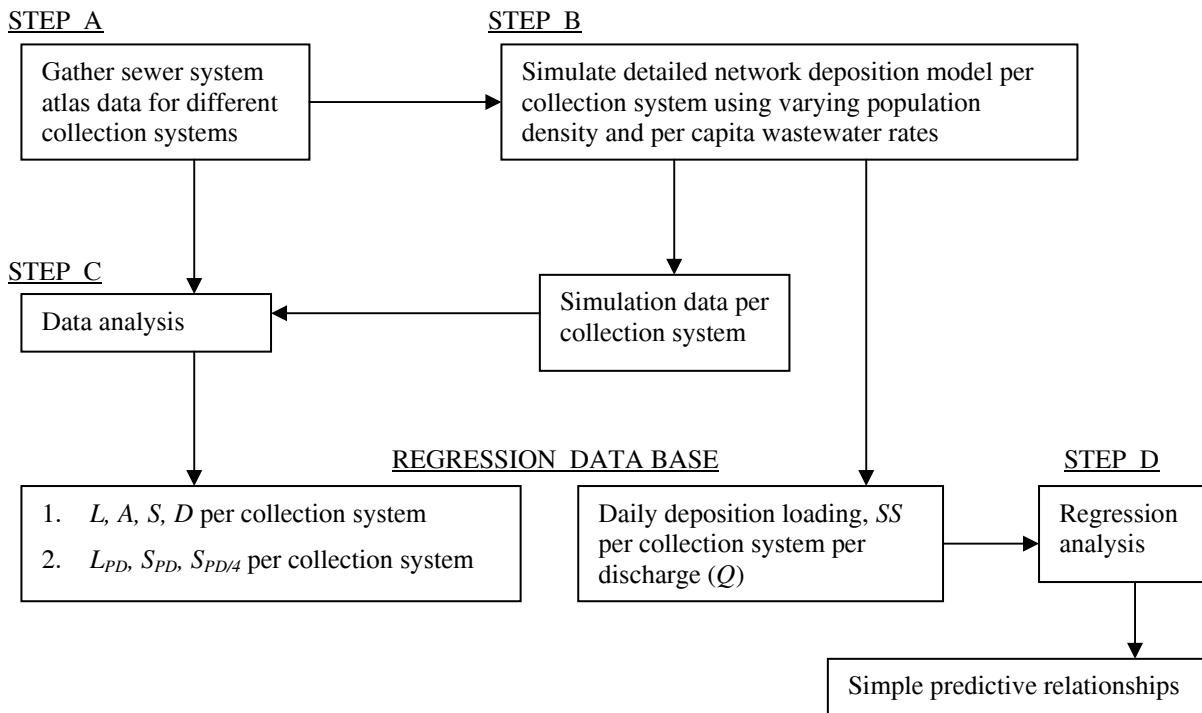 STEP A
Gather sewer system
atlas data for different
collection systems
STEP B
Simulate detailed network deposition model per
collection system using varying population
density and per capita wastewater rates
STEP C
Data analysis
Simulation data per
collection system
REGRESSION DATA BASE
1. L, A, S, D per collection system
2. L_PD, S_PD, S_PD/4 per collection system
Daily deposition loading, SS
per collection system per
discharge (Q)
STEP D
Regression
analysis
Simple predictive relationships